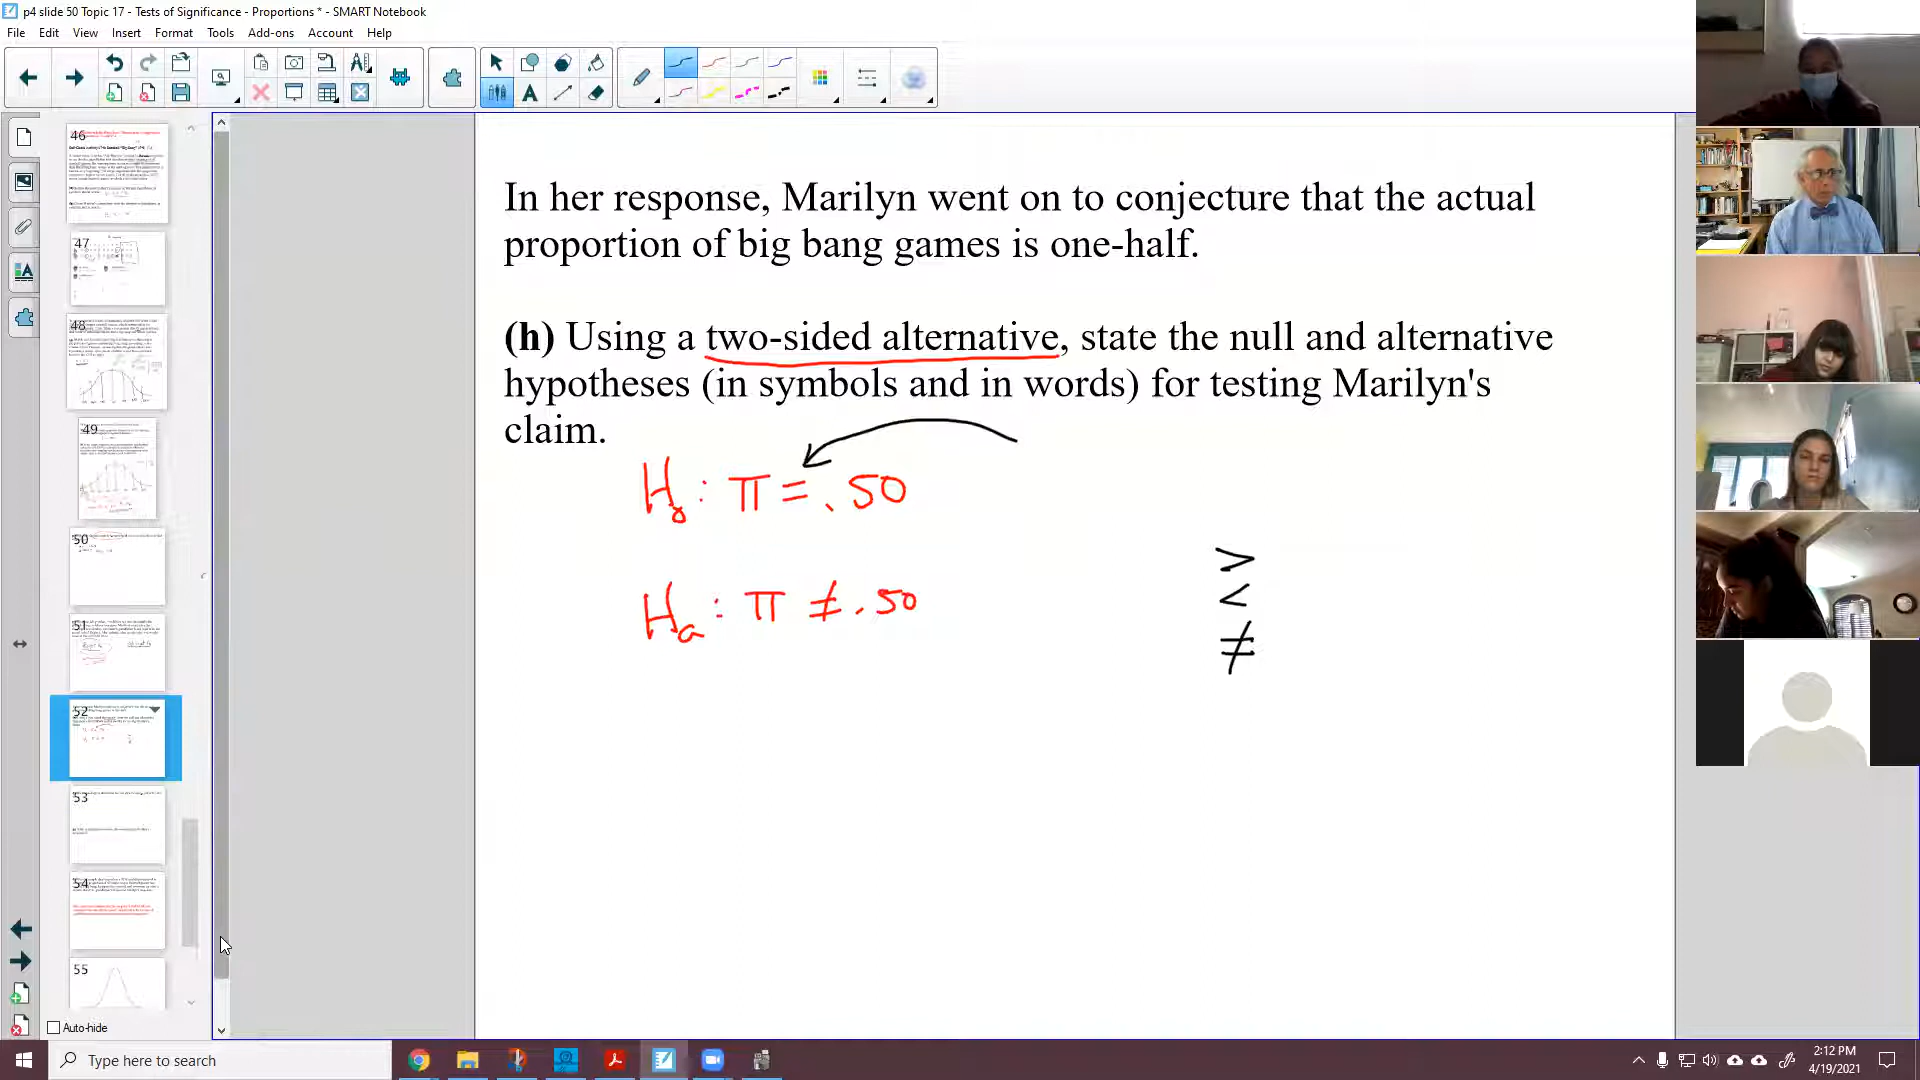 p4 slide 50 Topic 17 - Tests of Significance - Proportions * - SMART Notebook
File Edit View Insert Format Tools Add-ons Account Help
46
47
48
49
50
51
52
53
54
55
In her response, Marilyn went on to conjecture that the actual
proportion of big bang games is one-half.
(h) Using a two-sided alternative, state the null and alternative
hypotheses (in symbols and in words) for testing Marilyn's
claim.
H₀: π = .50
Hₐ: π ≠ .50
>
<
≠
Auto-hide
Type here to search
2:12 PM
4/19/2021